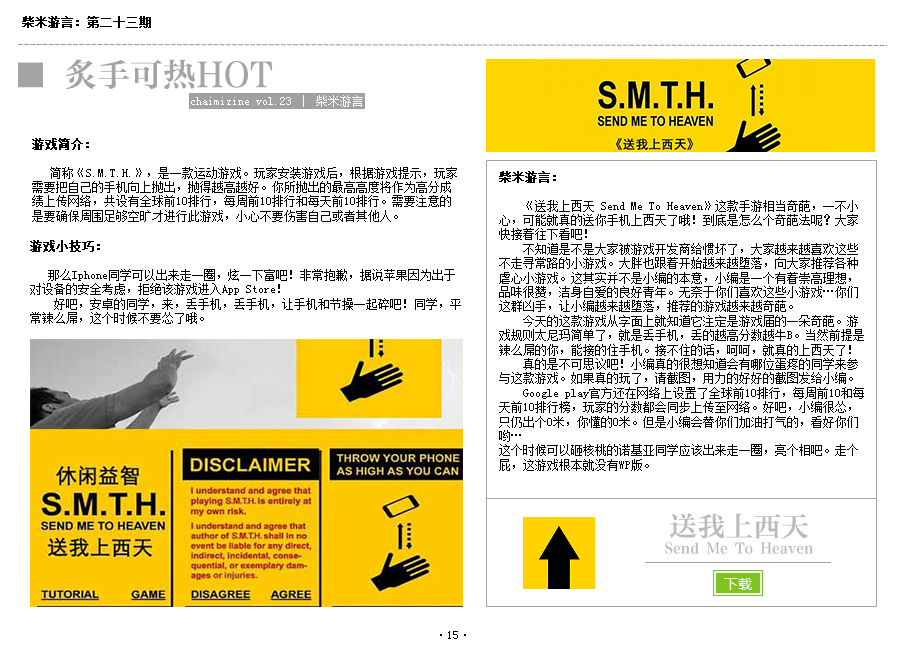 柴米游言：第二十三期
炙手可热HOT
chaimizine vol.23 | 柴米游言
游戏简介：
简称《S.M.T.H.》，是一款运动游戏。玩家安装游戏后，根据游戏提示，玩家
需要把自己的手机向上抛出，抛得越高越好。你所抛出的最高高度将作为高分成
绩上传网络，共设有全球前10排行，每周前10排行和每天前10排行。需要注意的
是要确保周围足够空旷才进行此游戏，小心不要伤害自己或者其他人。
游戏小技巧：
那么Iphone同学可以出来走一圈，炫一下富吧！非常抱歉，据说苹果因为出于
对设备的安全考虑，拒绝该游戏进入App Store！
好吧，安卓的同学，来，丢手机，丢手机，让手机和节操一起碎吧！同学，平
常辣么屌，这个时候不要怂了哦。
休闲益智
S.M.T.H.
SEND ME TO HEAVEN
送我上西天
TUTORIAL GAME
DISCLAIMER
I understand and agree that
playing S.M.T.H. is entirely at
my own risk.
I understand and agree that
author of S.M.T.H. shall in no
event be liable for any direct,
indirect, incidental, conse-
quential, or exemplary dam-
ages or injuries.
DISAGREE AGREE
THROW YOUR PHONE
AS HIGH AS YOU CAN
S.M.T.H.
SEND ME TO HEAVEN
《送我上西天》
柴米游言：
《送我上西天 Send Me To Heaven》这款手游相当奇葩，一不小
心，可能就真的送你手机上西天了哦！到底是怎么个奇葩法呢？大家
快接着往下看吧！
不知道是不是大家被游戏开发商给惯坏了，大家越来越喜欢这些
不走寻常路的小游戏。大胖也跟着开始越来越堕落，向大家推荐各种
虐心小游戏。这其实并不是小编的本意，小编是一个有着崇高理想，
品味很赞，洁身自爱的良好青年。无奈于你们喜欢这些小游戏…你们
这群凶手，让小编越来越堕落，推荐的游戏越来越奇葩。
今天的这款游戏从字面上就知道它注定是游戏届的一朵奇葩。游
戏规则太尼玛简单了，就是丢手机，丢的越高分数越牛B。当然前提是
辣么屌的你，能接的住手机。接不住的话，呵呵，就真的上西天了！
真的是不可思议吧！小编真的很想知道会有哪位蛋疼的同学来参
与这款游戏。如果真的玩了，请截图，用力的好好的截图发给小编。
Google play官方还在网络上设置了全球前10排行，每周前10和每
天前10排行榜，玩家的分数都会同步上传至网络。好吧，小编很怂，
只仍出个0米，你懂的0米。但是小编会替你们加油打气的，看好你们
哟…
这个时候可以砸核桃的诺基亚同学应该出来走一圈，亮个相吧。走个
屁，这游戏根本就没有WP版。
送我上西天
Send Me To Heaven
下载
·15·